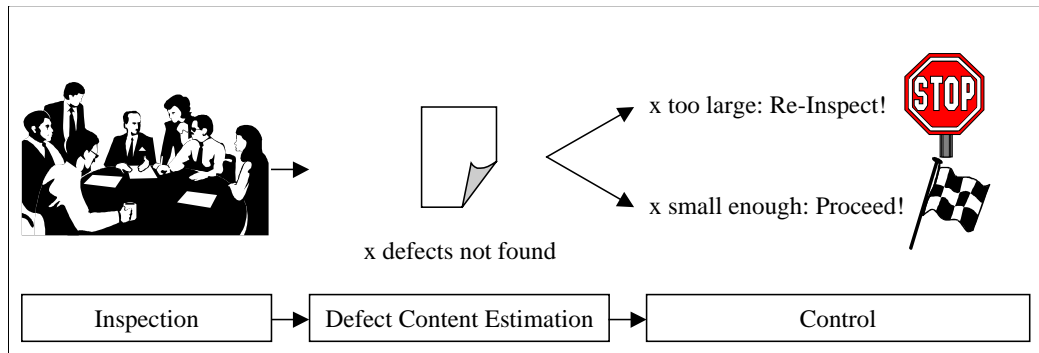 x too large: Re-Inspect!
STOP
x small enough: Proceed!
x defects not found
Inspection
Defect Content Estimation
Control